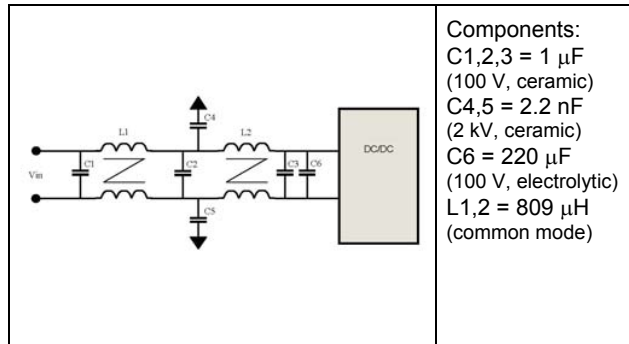 C4
L1
L2
DC/DC
C1
C2
C3
C6
Vin
C5
Components:
C1,2,3 = 1 μF
(100 V, ceramic)
C4,5 = 2.2 nF
(2 kV, ceramic)
C6 = 220 μF
(100 V, electrolytic)
L1,2 = 809 μH
(common mode)